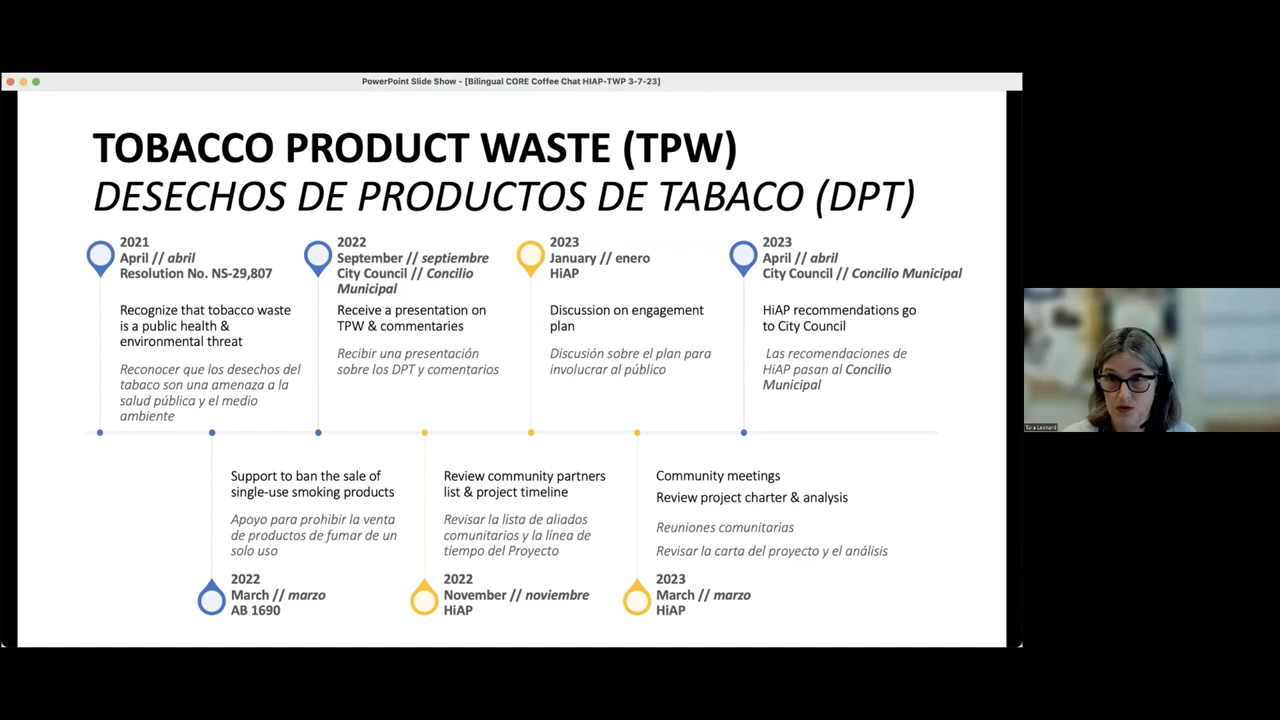 PowerPoint Slide Show - [Bilingual CORE Coffee Chat HIAP-TWP 3-7-23]
TOBACCO PRODUCT WASTE (TPW)
DESECHOS DE PRODUCTOS DE TABACO (DPT)
2021
April // abril
Resolution No. NS-29,807
Recognize that tobacco waste
is a public health &
environmental threat
Reconocer que los desechos del
tabaco son una amenaza a la
salud pública y el medio
ambiente
2022
September // septiembre
City Council // Concilio
Municipal
Receive a presentation on
TPW & commentaries
Recibir una presentación
sobre los DPT y comentarios
2023
January // enero
HiAP
Discussion on engagement
plan
Discusión sobre el plan para
involucrar al público
2023
April // abril
City Council // Concilio Municipal
HiAP recommendations go
to City Council
Las recomendaciones de
HiAP pasan al Concilio
Municipal
Support to ban the sale of
single-use smoking products
Apoyo para prohibir la venta
de productos de fumar de un
solo uso
2022
March // marzo
AB 1690
Review community partners
list & project timeline
Revisar la lista de aliados
comunitarios y la línea de
tiempo del Proyecto
2022
November // noviembre
HiAP
Community meetings
Review project charter & analysis
Reuniones comunitarias
Revisar la carta del proyecto y el análisis
2023
March // marzo
HiAP
Tara Leonard